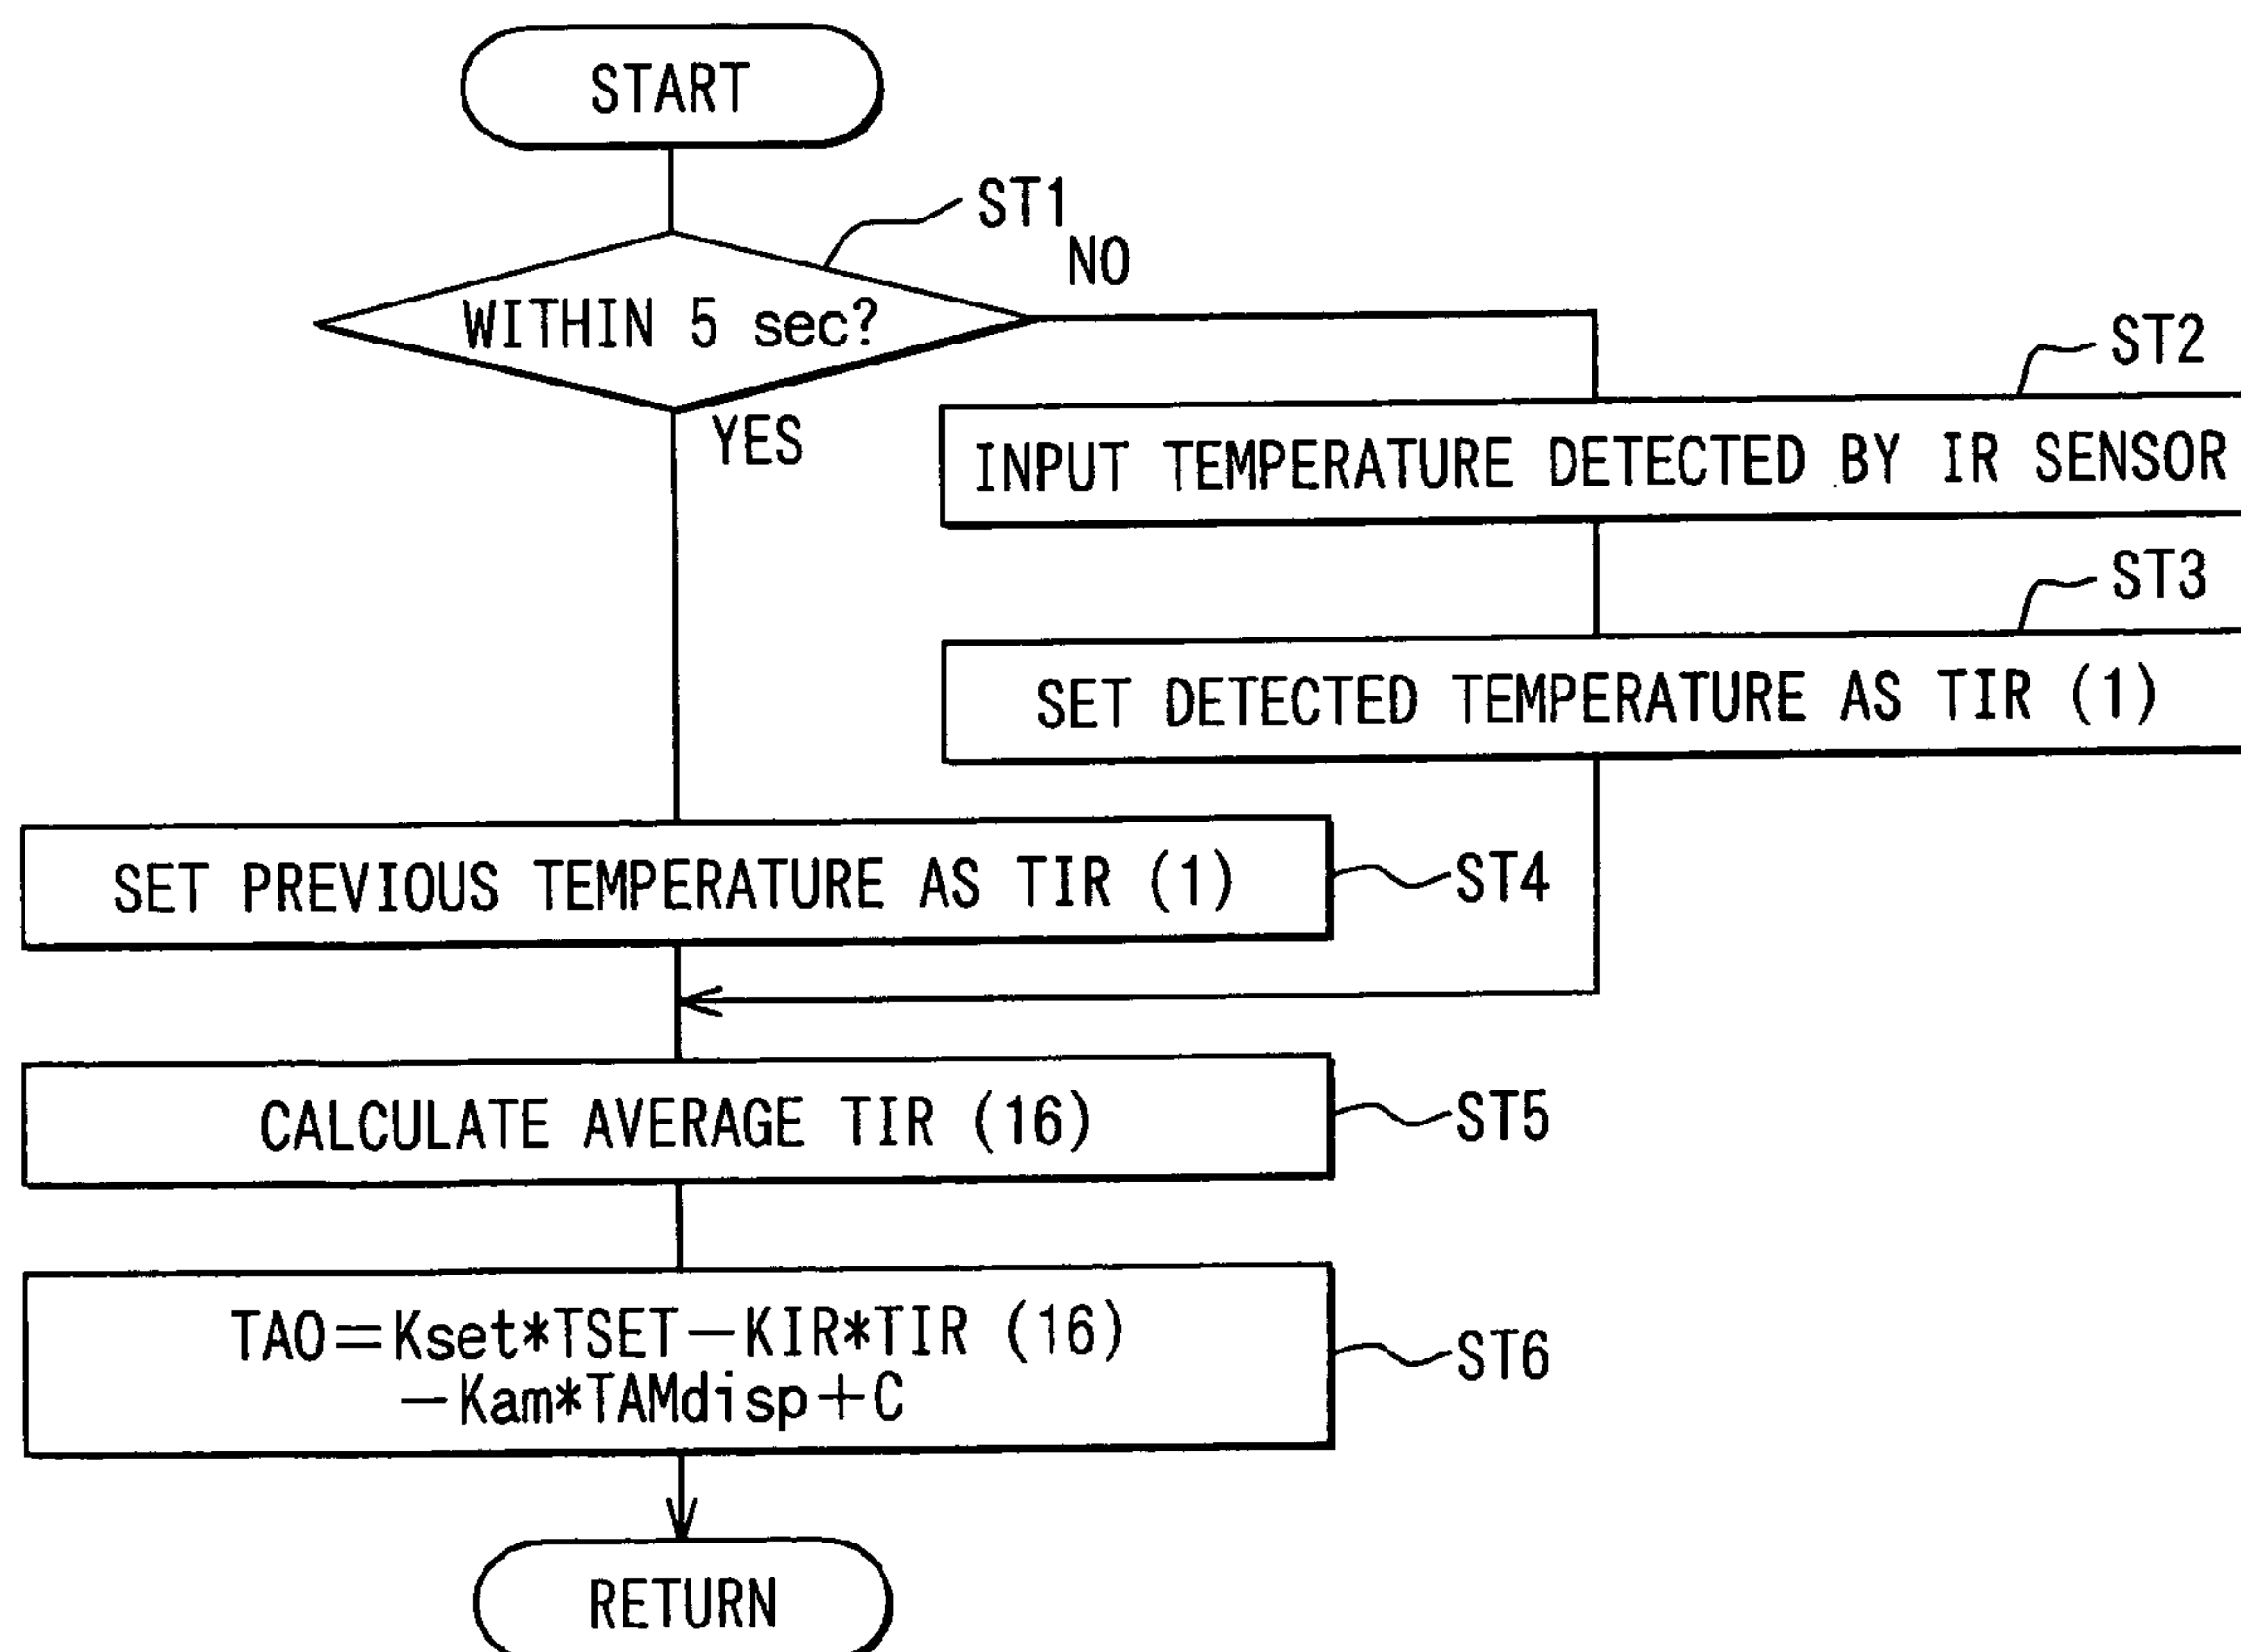 START
ST1
NO
WITHIN 5 sec?
ST2
YES
INPUT TEMPERATURE DETECTED BY IR SENSOR
ST3
SET DETECTED TEMPERATURE AS TIR (1)
SET PREVIOUS TEMPERATURE AS TIR (1)
ST4
CALCULATE AVERAGE TIR (16)
ST5
TAO=Kset*TSET-KIR*TIR (16)
-Kam*TAMdisp+C
ST6
RETURN